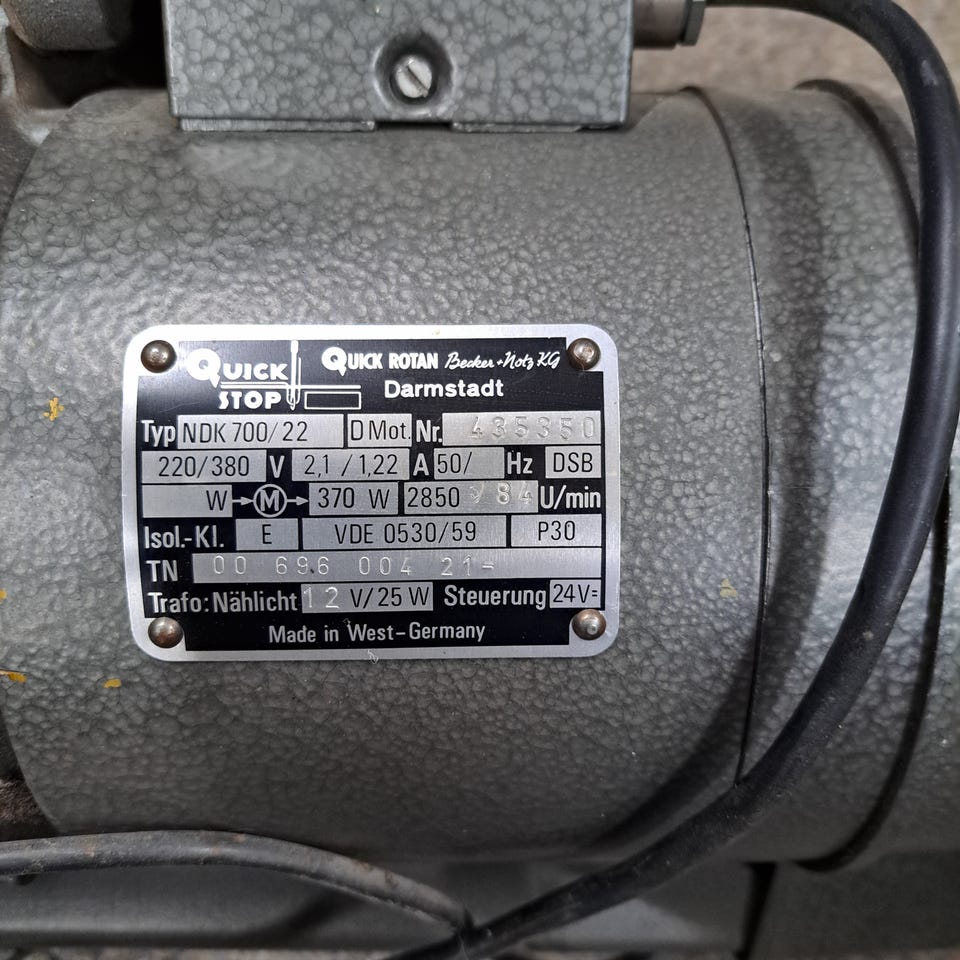 QUICK STOP QUICK ROTAN Becker + Notz KG
Darmstadt
Typ NDK 700/22 D Mot. Nr. 435350
220/380 V 2,1 / 1,22 A 50/ Hz DSB
W M 370 W 2850 /84 U/min
Isol.-Kl. E VDE 0530/59 P30
TN 00 696 004 21-
Trafo: Nählicht 12 V/25 W Steuerung 24V=
Made in West-Germany